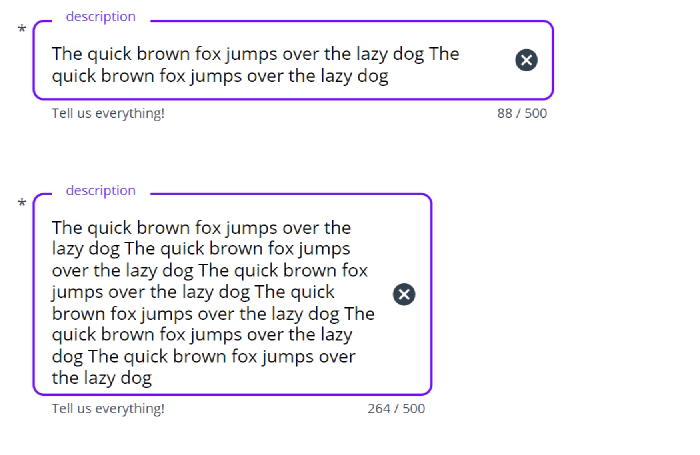 description
*
The quick brown fox jumps over the lazy dog The
quick brown fox jumps over the lazy dog
Tell us everything!
88 / 500
description
*
The quick brown fox jumps over the
lazy dog The quick brown fox jumps
over the lazy dog The quick brown fox
jumps over the lazy dog The quick
brown fox jumps over the lazy dog The
quick brown fox jumps over the lazy
dog The quick brown fox jumps over
the lazy dog
Tell us everything!
264 / 500